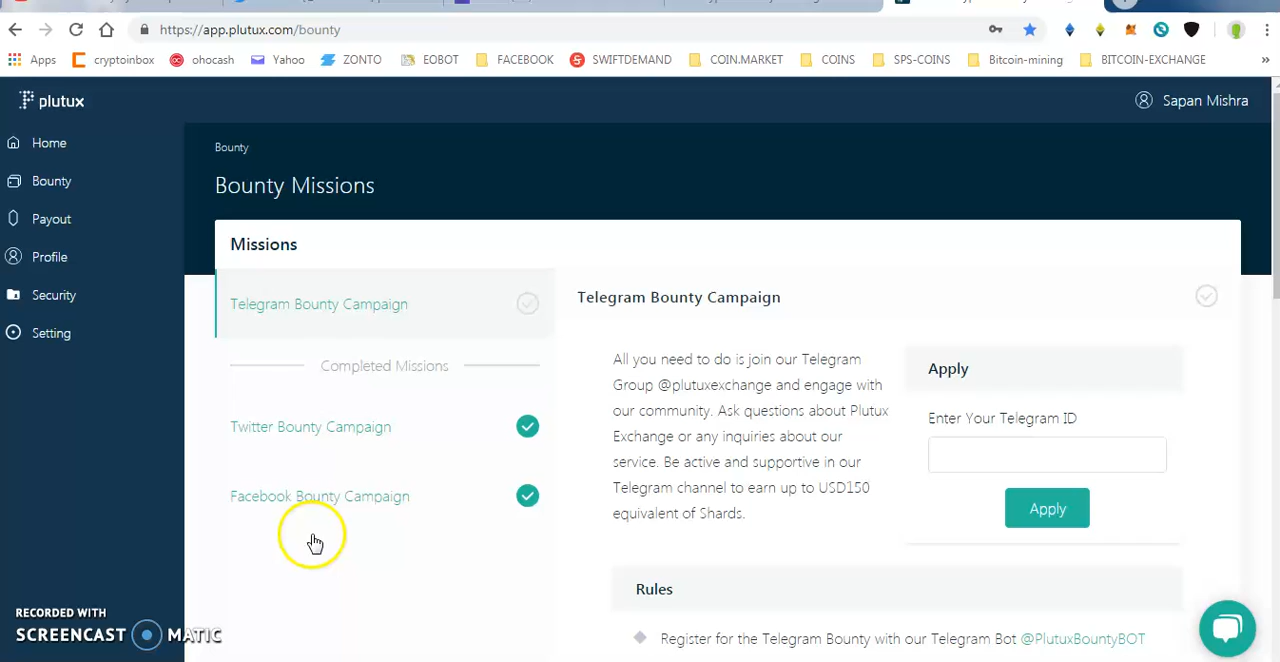 https://app.plutux.com/bounty
Apps cryptoinbox ohocash Yahoo ZONTO EOBOT FACEBOOK SWIFTDEMAND COIN.MARKET COINS SPS-COINS Bitcoin-mining BITCOIN-EXCHANGE »
plutux
Sapan Mishra
Home
Bounty
Payout
Profile
Security
Setting
Bounty
Bounty Missions
Missions
Telegram Bounty Campaign
Completed Missions
Twitter Bounty Campaign
Facebook Bounty Campaign
Telegram Bounty Campaign
All you need to do is join our Telegram
Group @plutuxexchange and engage with
our community. Ask questions about Plutux
Exchange or any inquiries about our
service. Be active and supportive in our
Telegram channel to earn up to USD150
equivalent of Shards.
Apply
Enter Your Telegram ID
Apply
Rules
Register for the Telegram Bounty with our Telegram Bot @PlutuxBountyBOT
RECORDED WITH
SCREENCAST MATIC